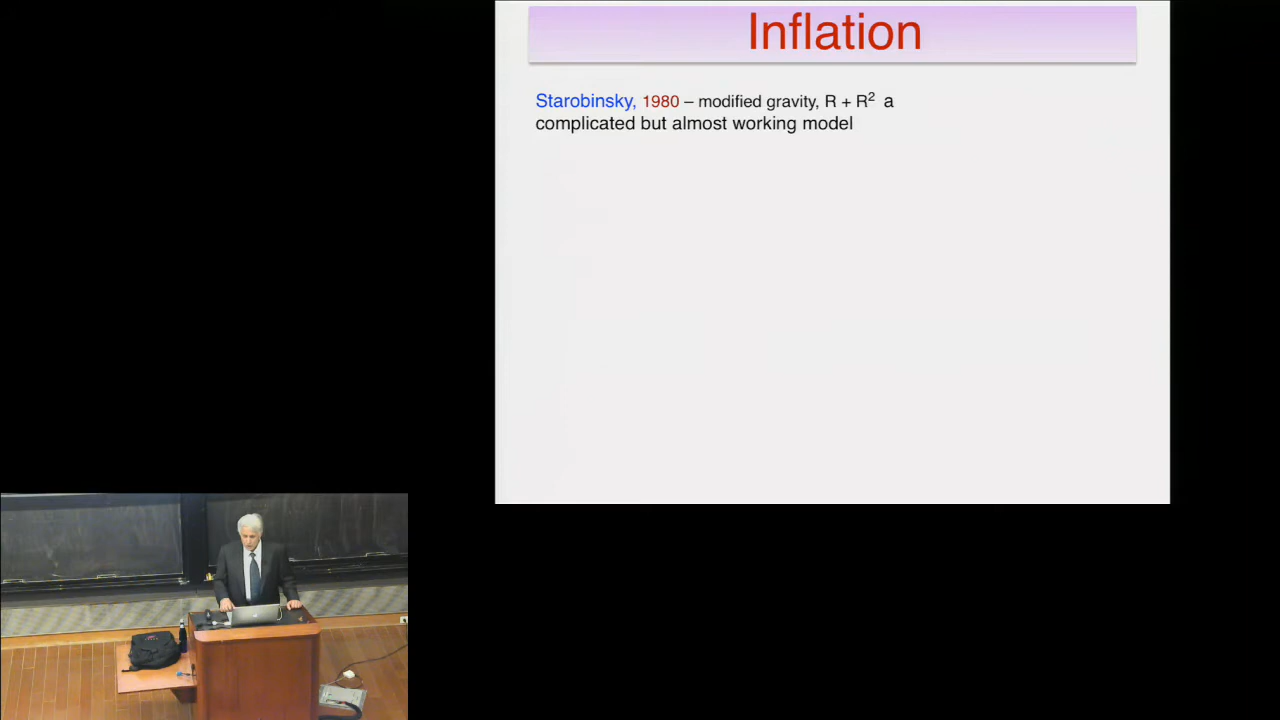 Inflation
Starobinsky, 1980 – modified gravity, R + R² a
complicated but almost working model